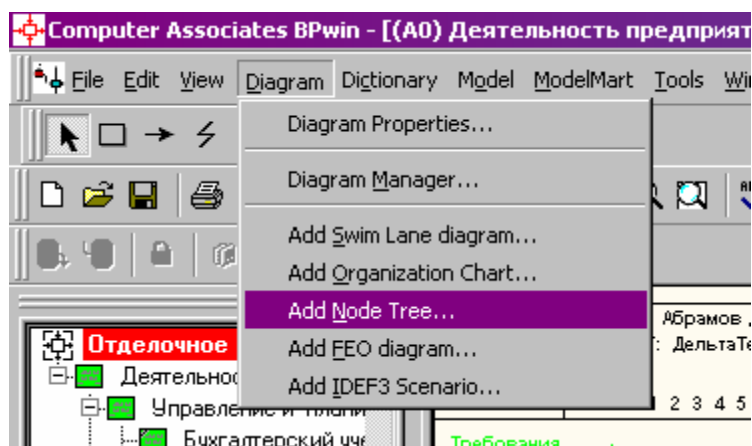 Computer Associates BPwin - [(A0) Деятельность предприят
File Edit View Diagram Dictionary Model ModelMart Tools Wi
Diagram Properties...
Diagram Manager...
Add Swim Lane diagram...
Add Organization Chart...
Add Node Tree...
Add FEO diagram...
Add IDEF3 Scenario...
Абрамов
Отделочное
: ДельтаТе
Деятельнос
Управление и плани
1 2 3 4 5
Бухгалтерский уче
Требования